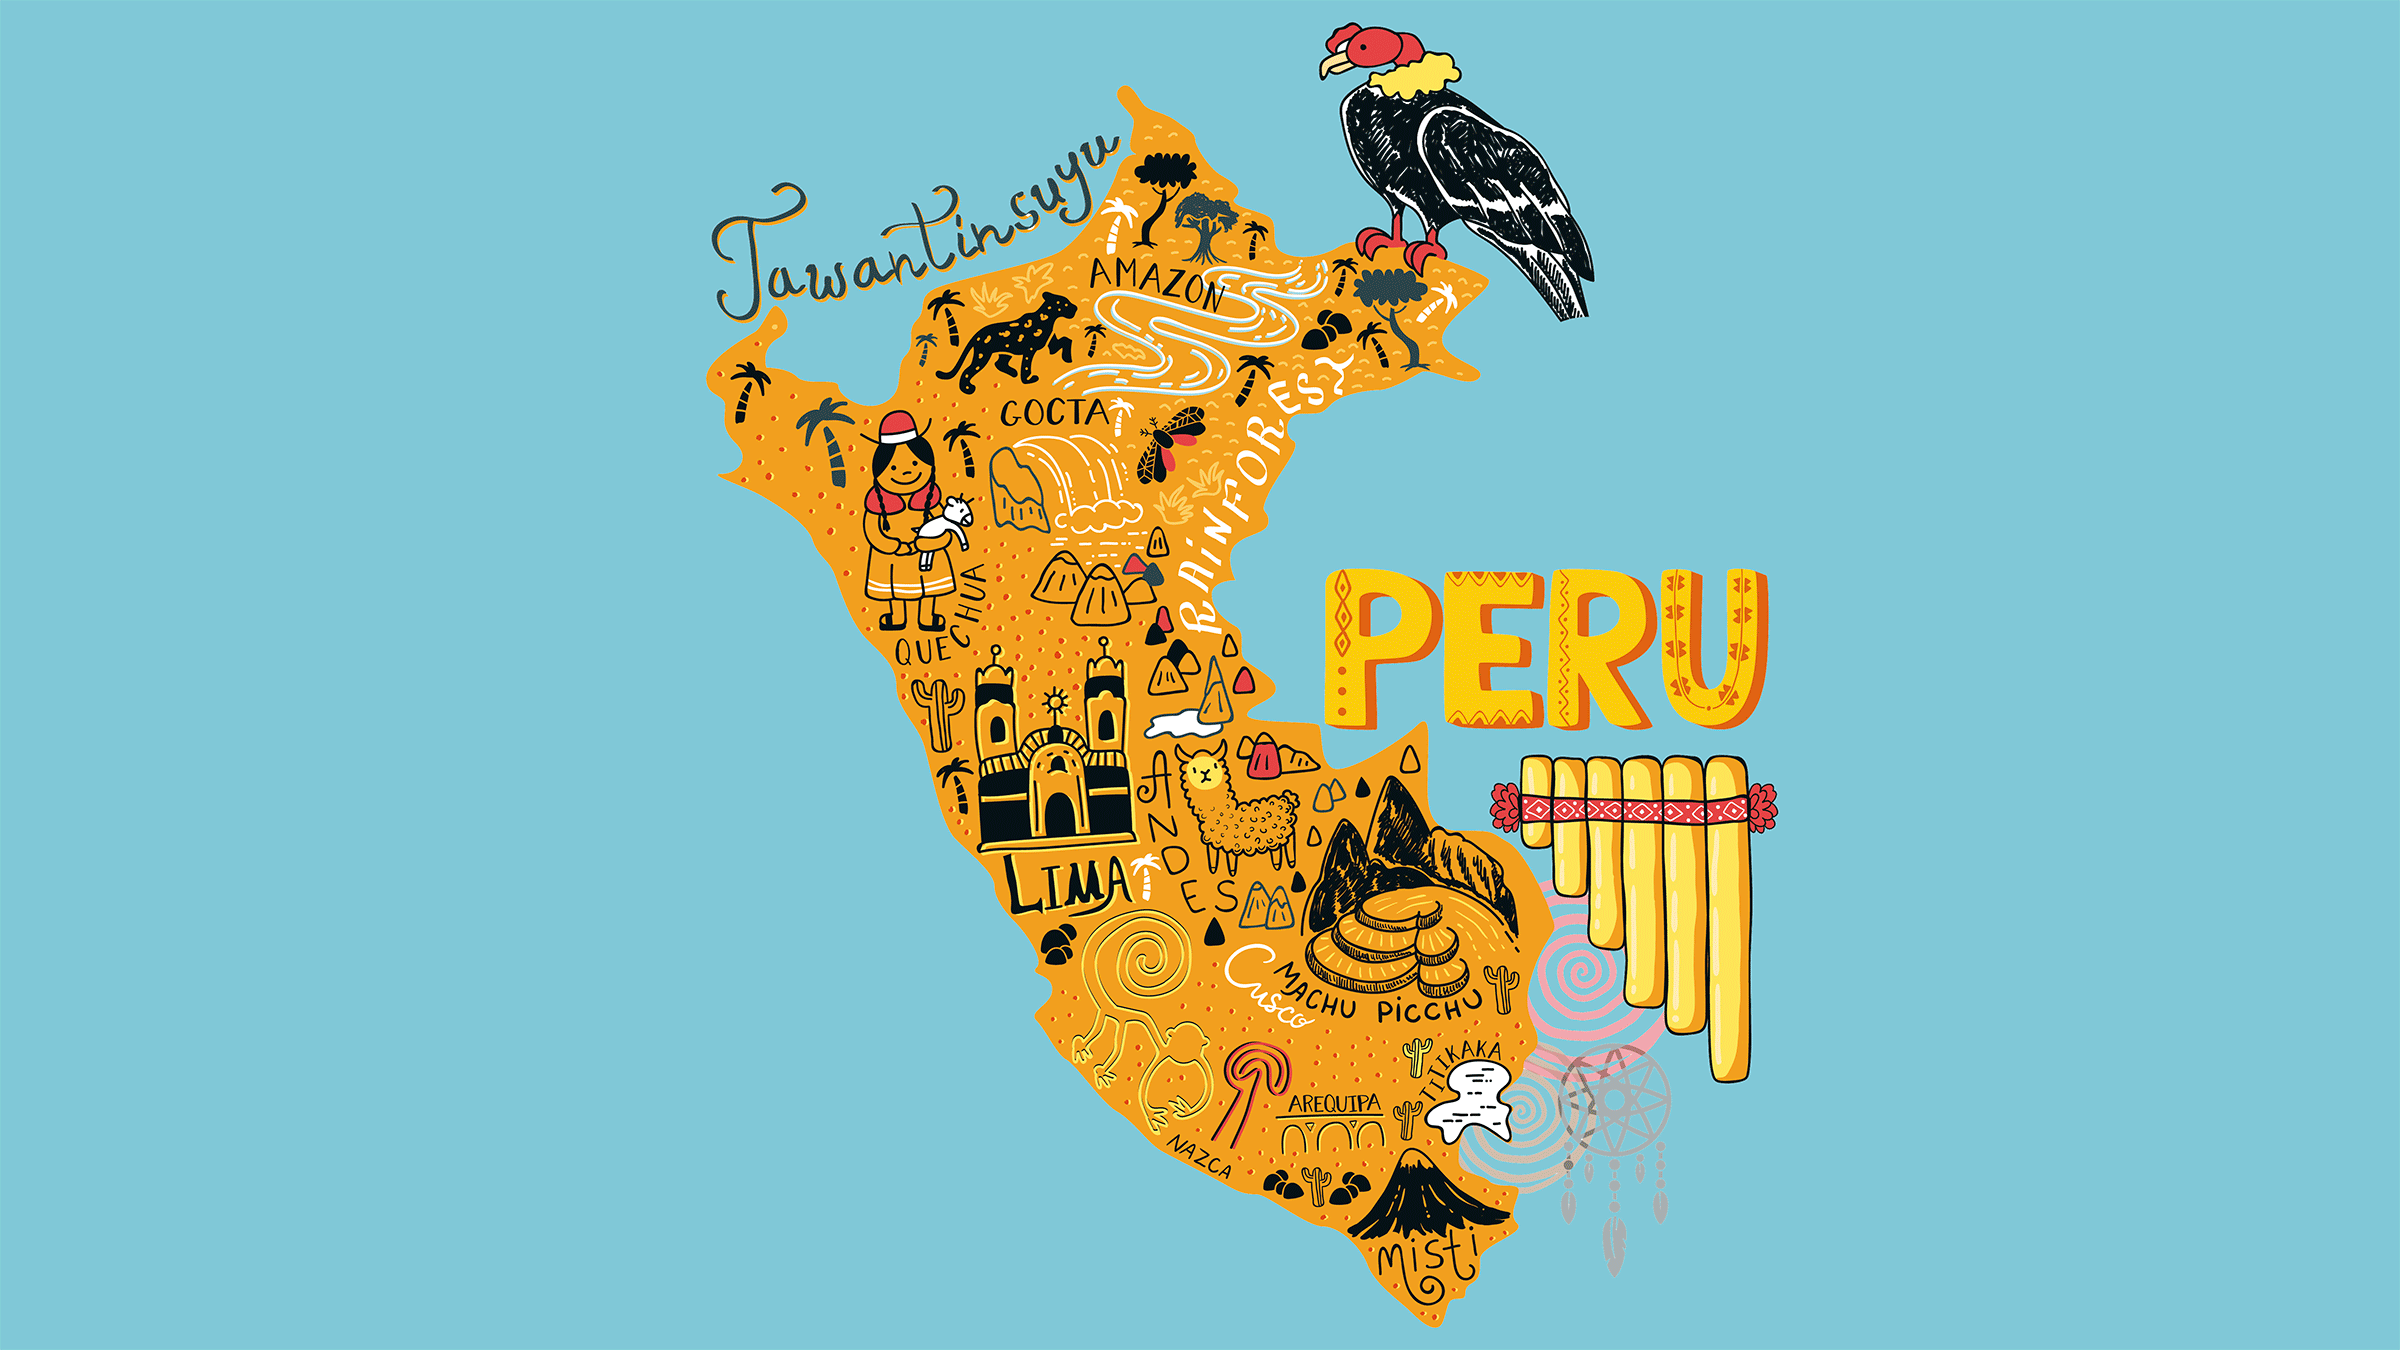 Tawantinsuyu
AMAZON
GOCTA
RAiNFOREST
QUECHUA
PERU
LIMA
ANDES
Cusco
MACHU PiCCHU
TITIKAKA
AREQUIPA
NAZCA
Misti